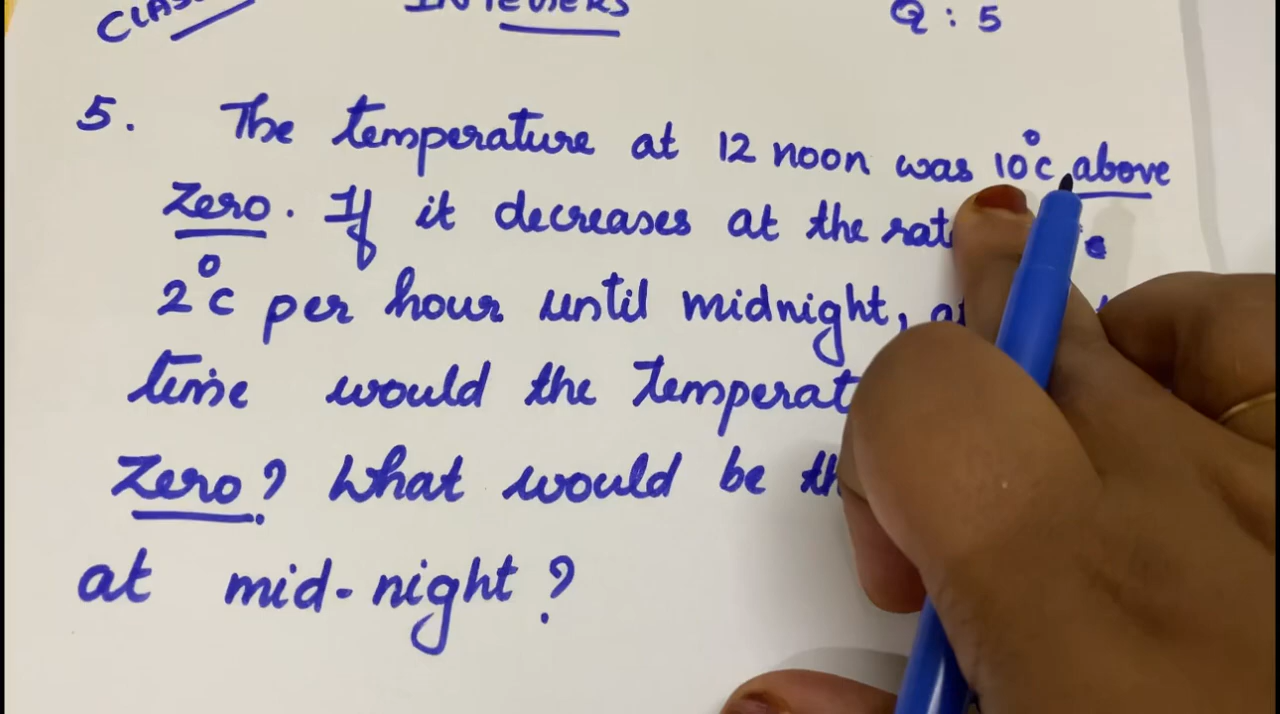 Q : 5
5. The temperature at 12 noon was 10°C above
Zero. If it decreases at the
2°C per hour until midnight,
time would the
Zero? What would be
at mid-night?